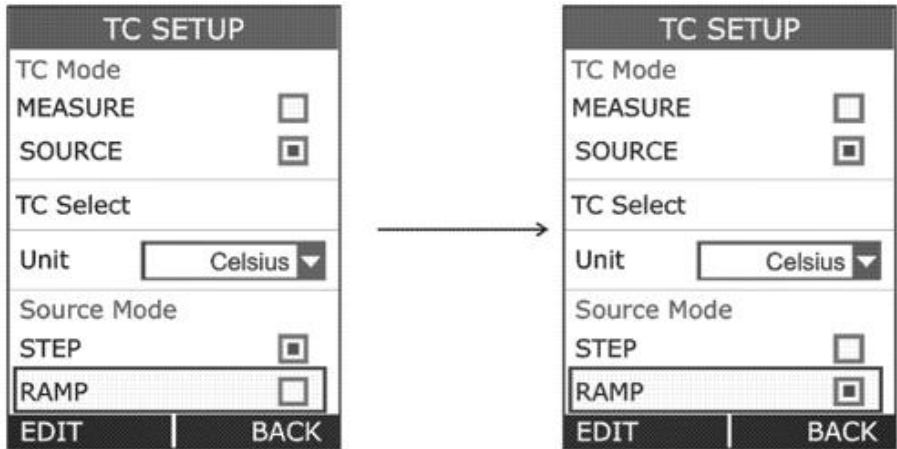 TC SETUP
TC Mode
MEASURE
SOURCE
TC Select
Unit Celsius
Source Mode
STEP
RAMP
EDIT BACK
TC SETUP
TC Mode
MEASURE
SOURCE
TC Select
Unit Celsius
Source Mode
STEP
RAMP
EDIT BACK